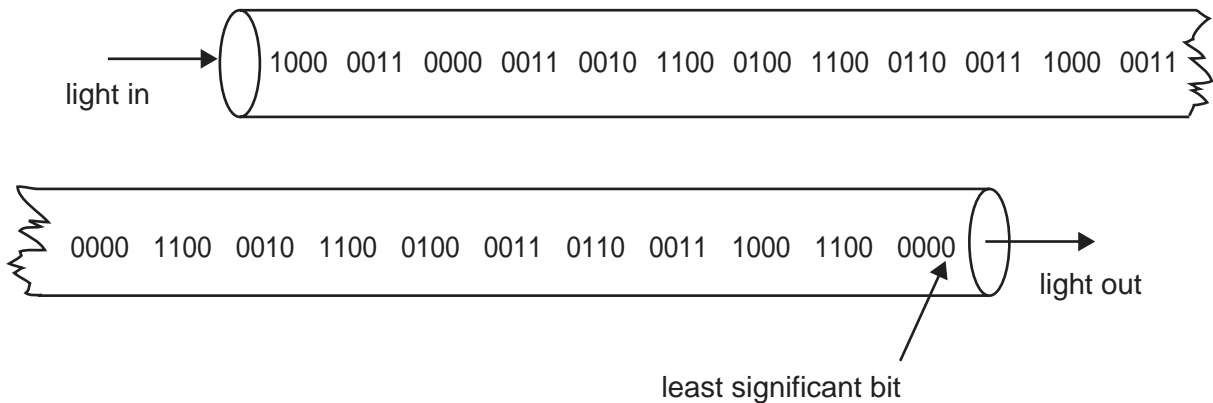 1000 0011 0000 0011 0010 1100 0100 1100 0110 0011 1000 0011
light in
0000 1100 0010 1100 0100 0011 0110 0011 1000 1100 0000
light out
least significant bit